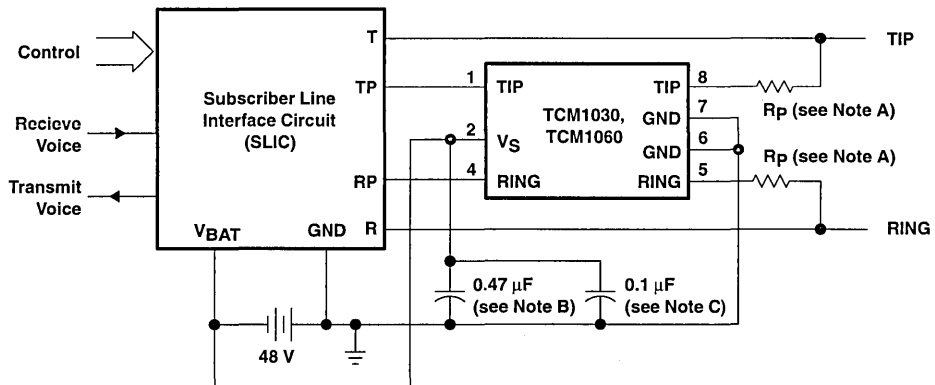 Control
Recieve
Voice
Transmit
Voice
Subscriber Line
Interface Circuit
(SLIC)
T
TP
RP
R
VBAT
GND
48 V
1
2
4
TIP
VS
RING
TCM1030,
TCM1060
TIP
GND
GND
RING
8
7
6
5
RP (see Note A)
RP (see Note A)
TIP
RING
0.47 µF
(see Note B)
0.1 µF
(see Note C)